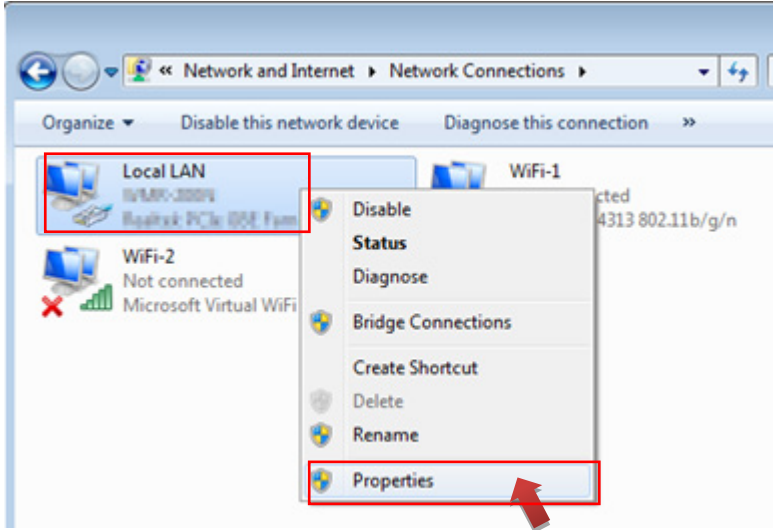 « Network and Internet ▸ Network Connections ▸
Organize ▾ Disable this network device Diagnose this connection »
Local LAN
WiFi-1
cted
4313 802.11b/g/n
WiFi-2
Not connected
Microsoft Virtual WiFi
Disable
Status
Diagnose
Bridge Connections
Create Shortcut
Delete
Rename
Properties